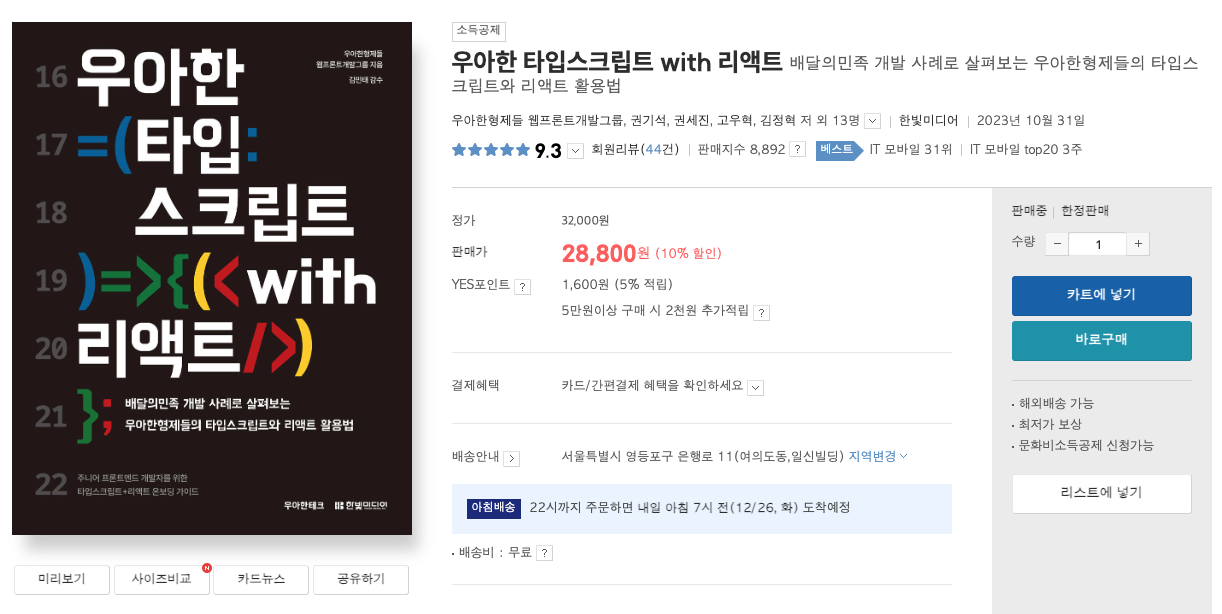 16 우아한
우아한형제들
웹프론트개발그룹 지음
김민태 감수
17 =(타입:
18 스크립트
19 )=>{(<with
20 리액트/>)
21 }; 배달의민족 개발 사례로 살펴보는
우아한형제들의 타입스크립트와 리액트 활용법
22 주니어 프론트엔드 개발자를 위한
타입스크립트+리액트 온보딩 가이드
우아한테크 한빛미디어
미리보기 사이즈비교 N 카드뉴스 공유하기
소득공제
우아한 타입스크립트 with 리액트 배달의민족 개발 사례로 살펴보는 우아한형제들의 타입스
크립트와 리액트 활용법
우아한형제들 웹프론트개발그룹, 권기석, 권세진, 고우혁, 김정혁 저 외 13명 | 한빛미디어 | 2023년 10월 31일
9.3 회원리뷰(44건) | 판매지수 8,892 ? 베스트 IT 모바일 31위 | IT 모바일 top20 3주
정가 32,000원
판매가 28,800원 (10% 할인)
YES포인트 ? 1,600원 (5% 적립)
5만원이상 구매 시 2천원 추가적립 ?
결제혜택 카드/간편결제 혜택을 확인하세요
배송안내 서울특별시 영등포구 은행로 11(여의도동,일신빌딩) 지역변경
아침배송 22시까지 주문하면 내일 아침 7시 전(12/26, 화) 도착예정
· 배송비 : 무료 ?
판매중 | 한정판매
수량 − 1 +
카트에 넣기
바로구매
· 해외배송 가능
· 최저가 보상
· 문화비소득공제 신청가능
리스트에 넣기